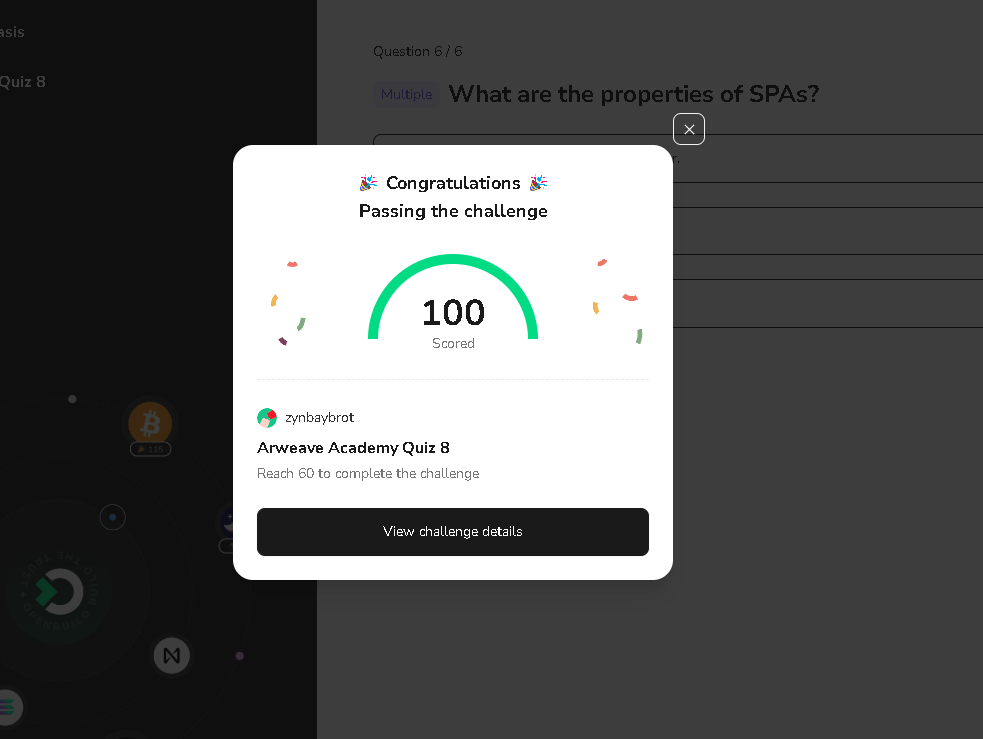 asis
Quiz 8
Question 6 / 6
Multiple
What are the properties of SPAs?
r.
Congratulations
Passing the challenge
100
Scored
zynbaybrot
Arweave Academy Quiz 8
Reach 60 to complete the challenge
View challenge details
115